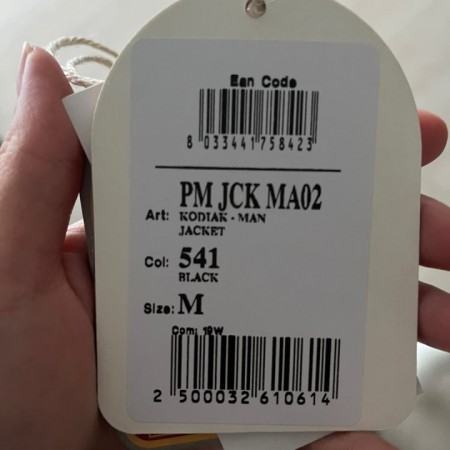 Ean Code
8 033441 758423
PM JCK MA02
Art: KODIAK - MAN
JACKET
Col: 541
BLACK
Size: M
Com: 19W
2 500032 610614